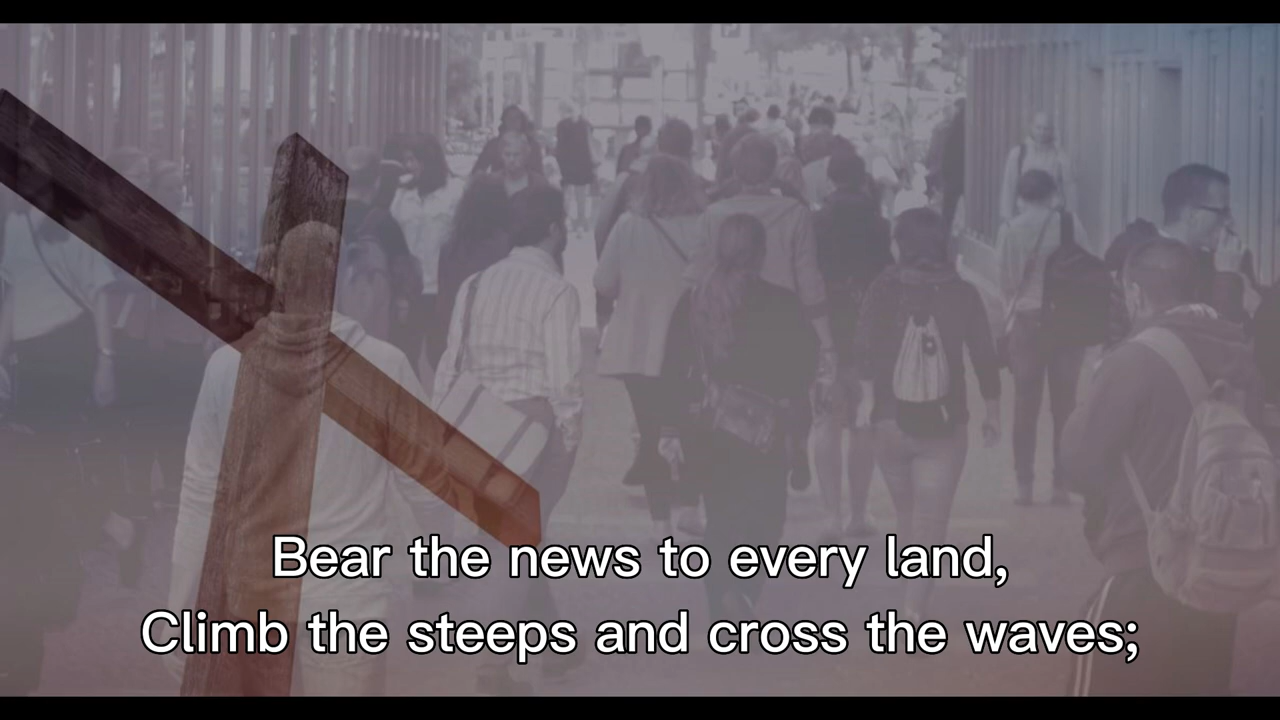 Bear the news to every land,
Climb the steeps and cross the waves;